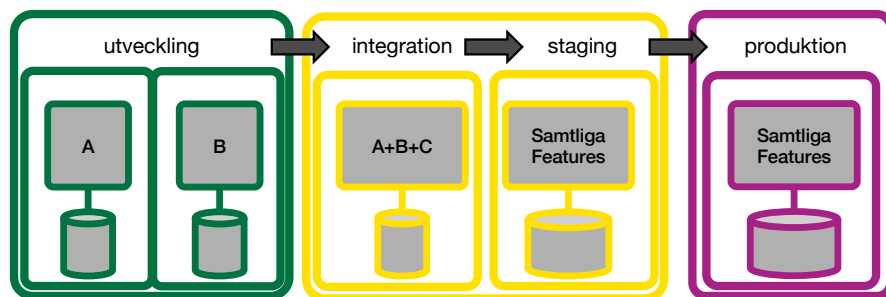 utveckling
integration
staging
produktion
A
B
A+B+C
Samtliga
Features
Samtliga
Features